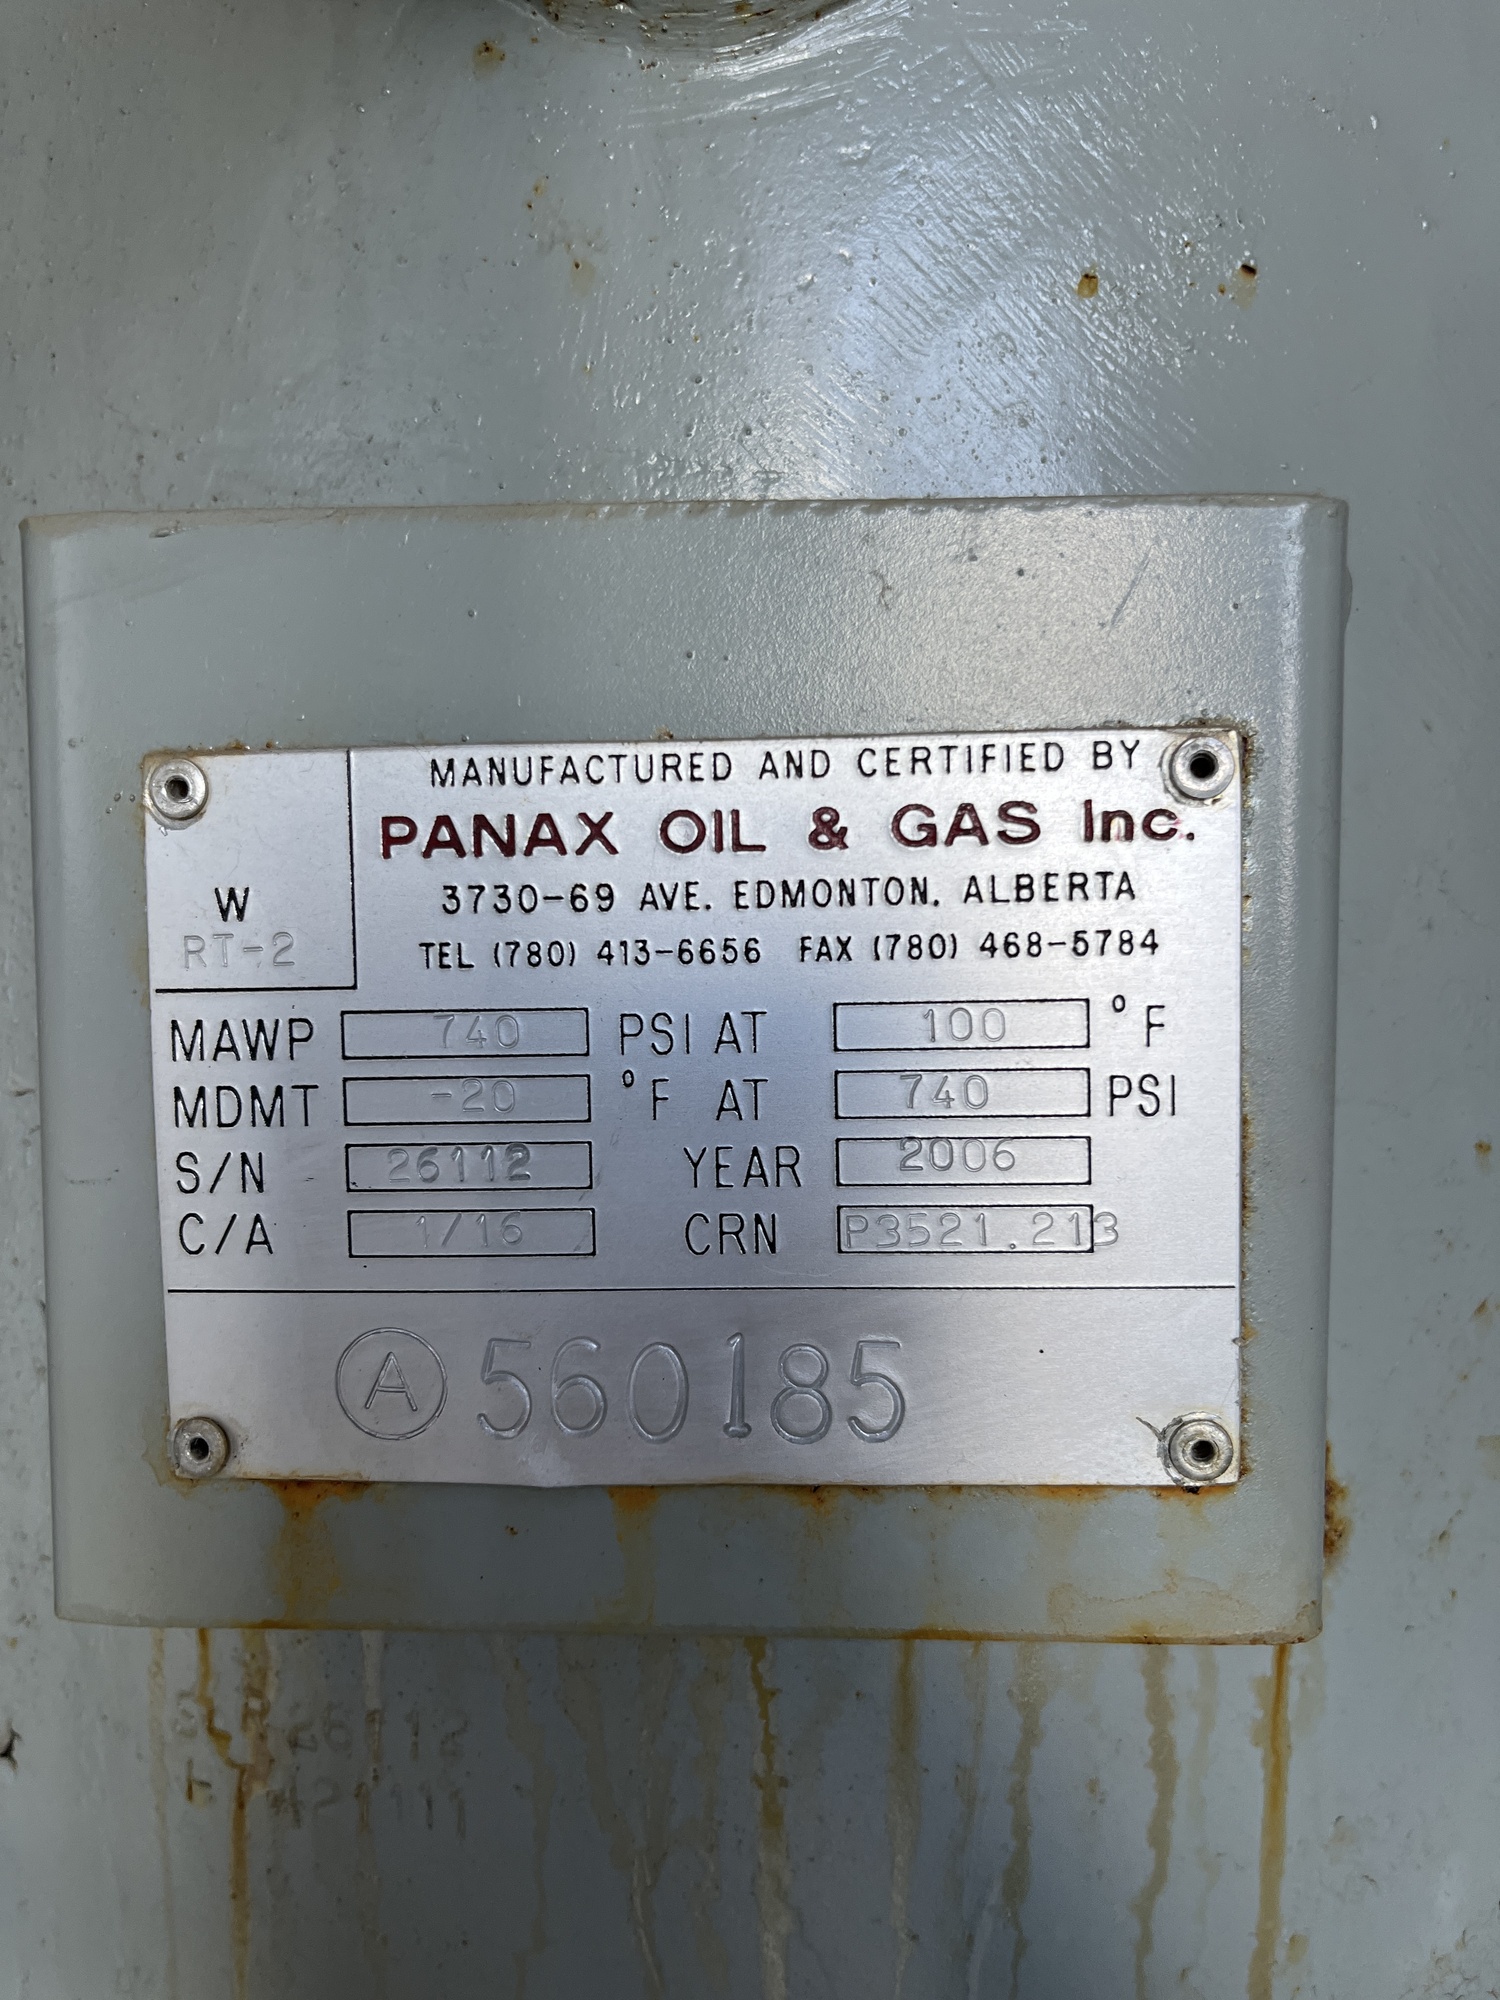 MANUFACTURED AND CERTIFIED BY
PANAX OIL & GAS Inc.
3730-69 AVE. EDMONTON, ALBERTA
TEL (780) 413-6656 FAX (780) 468-5784
W
RT-2
MAWP 740 PSI AT 100 °F
MDMT -20 °F AT 740 PSI
S/N 26112 YEAR 2006
C/A 1/16 CRN P3521.213
A 560185
26112